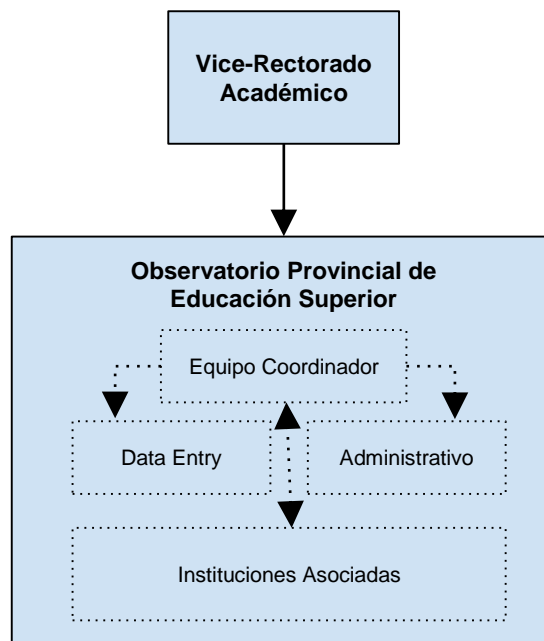 Vice-Rectorado
Académico
Observatorio Provincial de
Educación Superior
Equipo Coordinador
Data Entry
Administrativo
Instituciones Asociadas